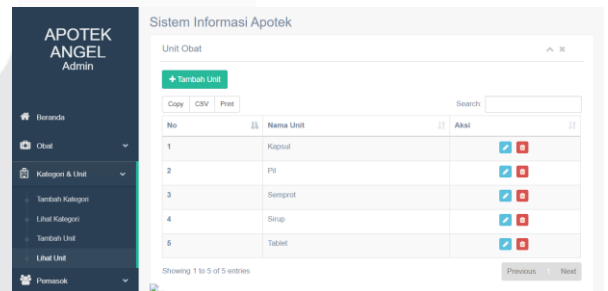 APOTEK
ANGEL
Admin
Beranda
Obat
Kategori & Unit
Tambah Kategori
Lihat Kategori
Tambah Unit
Lihat Unit
Pemasok
Sistem Informasi Apotek
Unit Obat
+ Tambah Unit
Copy CSV Print
Search:
No Nama Unit Aksi
1 Kapsul
2 Pil
3 Semprot
4 Sirup
5 Tablet
Showing 1 to 5 of 5 entries
Previous 1 Next